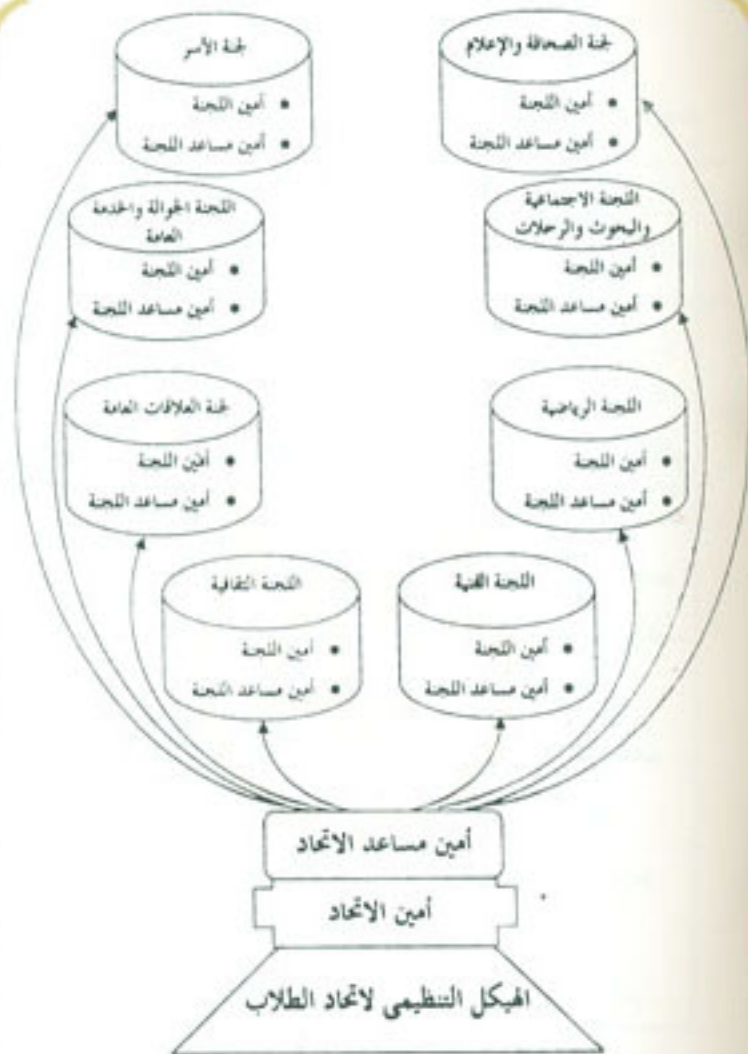 لجنة الصحافة والإعلام
• أمين اللجنة
• أمين مساعد اللجنة
لجنة الأسر
• أمين اللجنة
• أمين مساعد اللجنة
اللجنة الاجتماعية
والبحوث والرحلات
• أمين اللجنة
• أمين مساعد اللجنة
اللجنة الجوالة والخدمة
العامة
• أمين اللجنة
• أمين مساعد اللجنة
اللجنة الرياضية
• أمين اللجنة
• أمين مساعد اللجنة
لجنة العلاقات العامة
• أمين اللجنة
• أمين مساعد اللجنة
اللجنة الفنية
• أمين اللجنة
• أمين مساعد اللجنة
اللجنة الثقافية
• أمين اللجنة
• أمين مساعد اللجنة
أمين مساعد الاتحاد
أمين الاتحاد
الهيكل التنظيمى لاتحاد الطلاب